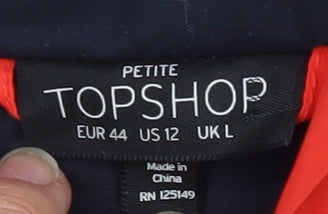 PETITE
TOPSHOP
EUR 44 US 12 UK L
Made in
China
RN 125149